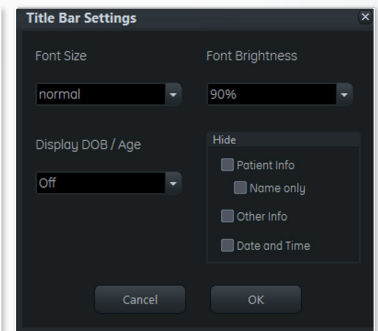 Title Bar Settings
Font Size
Font Brightness
normal
90%
Display DOB / Age
Off
Hide
Patient Info
Name only
Other Info
Date and Time
Cancel
OK